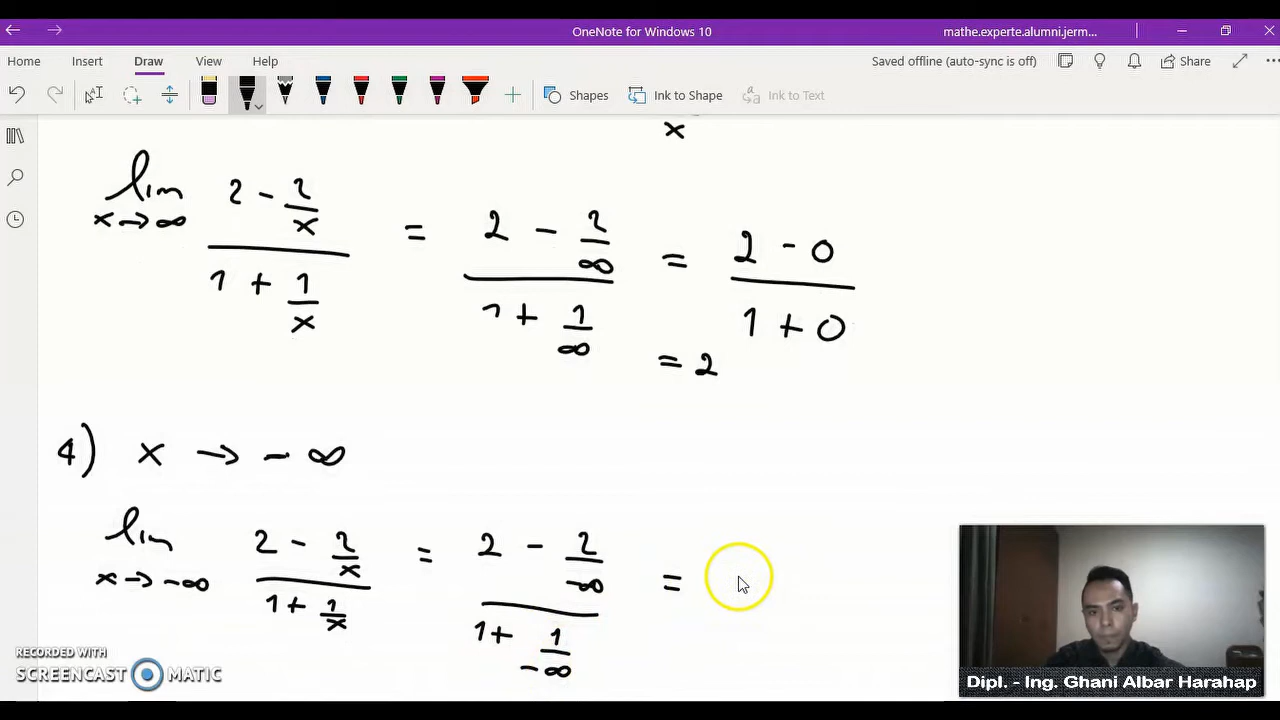 OneNote for Windows 10
mathe.experte.alumni.jerm...
Home Insert Draw View Help
Saved offline (auto-sync is off) Share
Shapes Ink to Shape Ink to Text
x
lim x→∞ (2 - 2/x)/(1 + 1/x) = (2 - 2/∞)/(1 + 1/∞) = (2 - 0)/(1 + 0)
= 2
4) x → - ∞
lim x→-∞ (2 - 2/x)/(1 + 1/x) = (2 - 2/-∞)/(1 + 1/-∞) =
RECORDED WITH
SCREENCAST MATIC
Dipl. - Ing. Ghani Albar Harahap